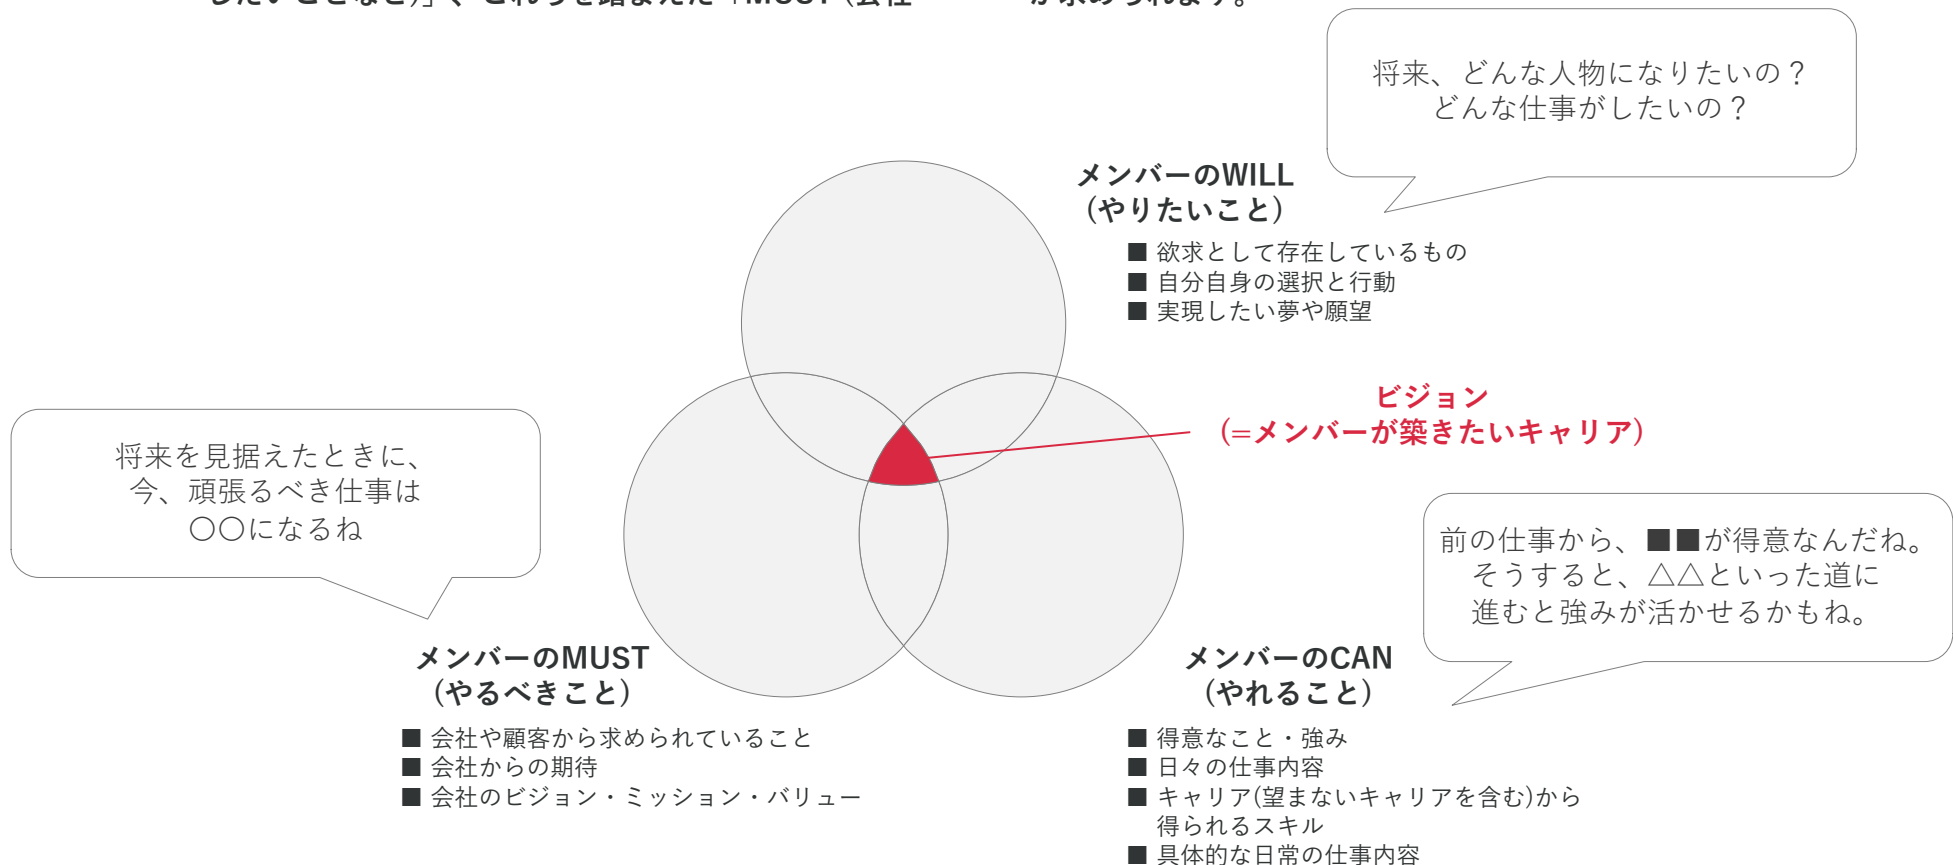 将来、どんな人物になりたいの？
どんな仕事がしたいの？
メンバーのWILL
（やりたいこと）
■ 欲求として存在しているもの
■ 自分自身の選択と行動
■ 実現したい夢や願望
ビジョン
（=メンバーが築きたいキャリア）
将来を見据えたときに、
今、頑張るべき仕事は
〇〇になるね
前の仕事から、■■が得意なんだね。
そうすると、△△といった道に
進むと強みが活かせるかもね。
メンバーのMUST
（やるべきこと）
■ 会社や顧客から求められていること
■ 会社からの期待
■ 会社のビジョン・ミッション・バリュー
メンバーのCAN
（やれること）
■ 得意なこと・強み
■ 日々の仕事内容
■ キャリア(望まないキャリアを含む)から
得られるスキル
■ 具体的な日常の仕事内容